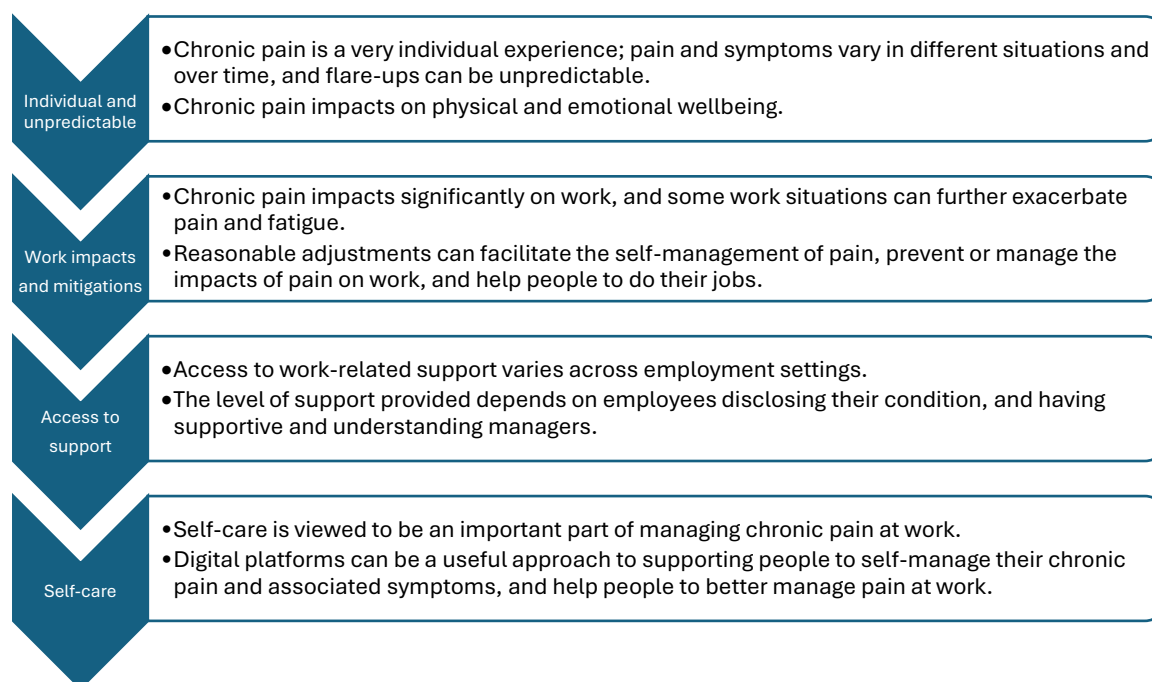 Individual and
unpredictable
•Chronic pain is a very individual experience; pain and symptoms vary in different situations and
over time, and flare-ups can be unpredictable.
•Chronic pain impacts on physical and emotional wellbeing.
Work impacts
and mitigations
•Chronic pain impacts significantly on work, and some work situations can further exacerbate
pain and fatigue.
•Reasonable adjustments can facilitate the self-management of pain, prevent or manage the
impacts of pain on work, and help people to do their jobs.
Access to
support
•Access to work-related support varies across employment settings.
•The level of support provided depends on employees disclosing their condition, and having
supportive and understanding managers.
Self-care
•Self-care is viewed to be an important part of managing chronic pain at work.
•Digital platforms can be a useful approach to supporting people to self-manage their chronic
pain and associated symptoms, and help people to better manage pain at work.